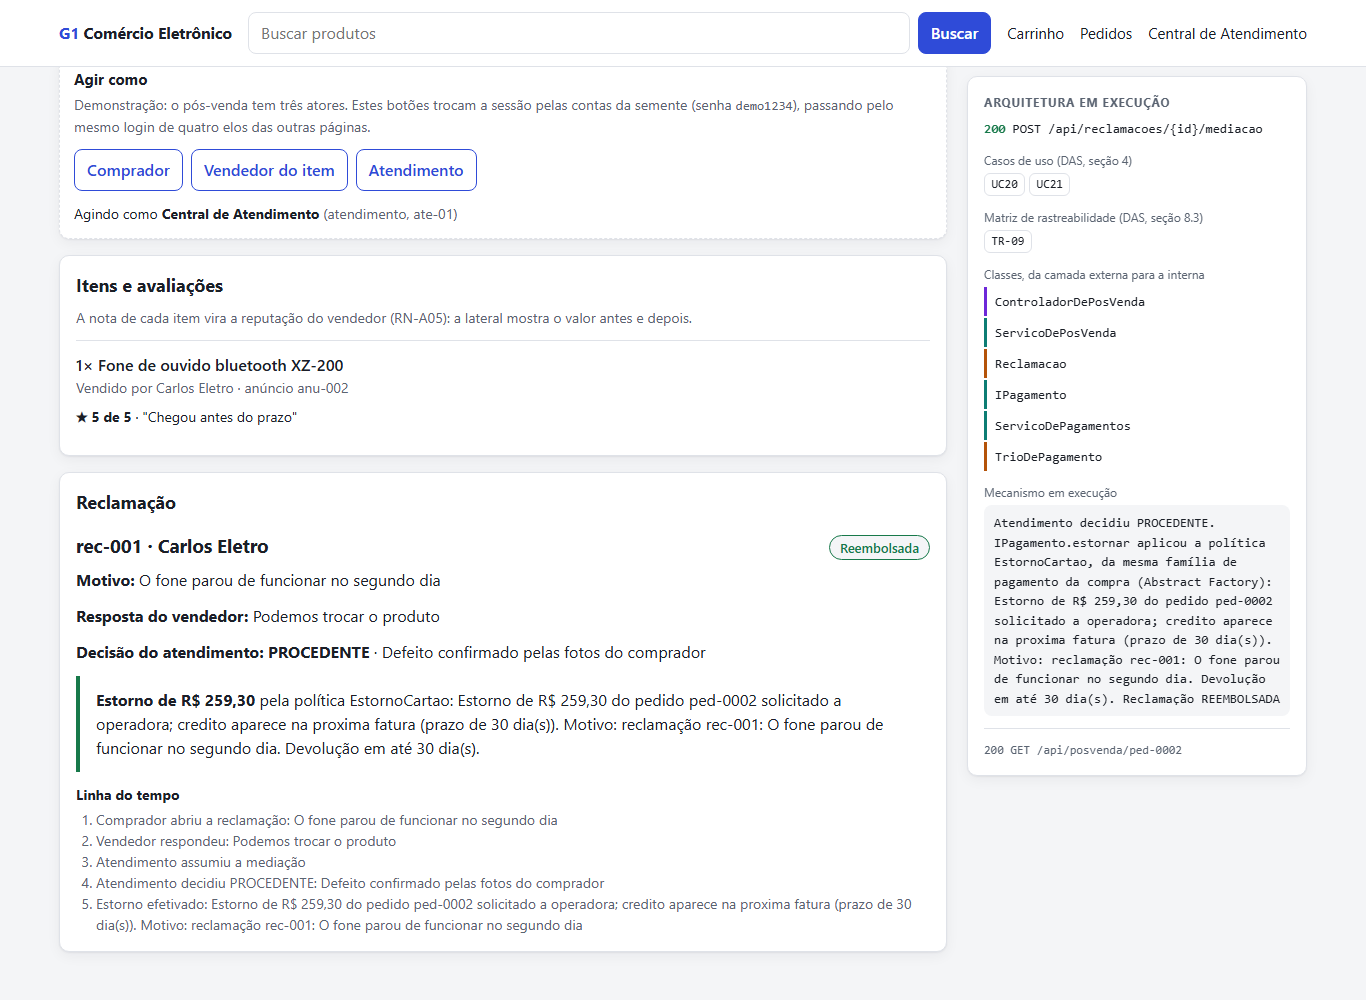 G1 Comércio Eletrônico
Buscar produtos
Buscar
Carrinho
Pedidos
Central de Atendimento
Agir como
Demonstração: o pós-venda tem três atores. Estes botões trocam a sessão pelas contas da semente (senha demo1234), passando pelo
mesmo login de quatro elos das outras páginas.
Comprador
Vendedor do item
Atendimento
Agindo como Central de Atendimento (atendimento, ate-01)
Itens e avaliações
A nota de cada item vira a reputação do vendedor (RN-A05): a lateral mostra o valor antes e depois.
1× Fone de ouvido bluetooth XZ-200
Vendido por Carlos Eletro · anúncio anu-002
★ 5 de 5 · "Chegou antes do prazo"
Reclamação
rec-001 · Carlos Eletro
Reembolsada
Motivo: O fone parou de funcionar no segundo dia
Resposta do vendedor: Podemos trocar o produto
Decisão do atendimento: PROCEDENTE · Defeito confirmado pelas fotos do comprador
Estorno de R$ 259,30 pela política EstornoCartao: Estorno de R$ 259,30 do pedido ped-0002 solicitado a
operadora; credito aparece na proxima fatura (prazo de 30 dia(s)). Motivo: reclamação rec-001: O fone parou de
funcionar no segundo dia. Devolução em até 30 dia(s).
Linha do tempo
1. Comprador abriu a reclamação: O fone parou de funcionar no segundo dia
2. Vendedor respondeu: Podemos trocar o produto
3. Atendimento assumiu a mediação
4. Atendimento decidiu PROCEDENTE: Defeito confirmado pelas fotos do comprador
5. Estorno efetivado: Estorno de R$ 259,30 do pedido ped-0002 solicitado a operadora; credito aparece na proxima fatura (prazo de 30
dia(s)). Motivo: reclamação rec-001: O fone parou de funcionar no segundo dia
ARQUITETURA EM EXECUÇÃO
200 POST /api/reclamacoes/{id}/mediacao
Casos de uso (DAS, seção 4)
UC20
UC21
Matriz de rastreabilidade (DAS, seção 8.3)
TR-09
Classes, da camada externa para a interna
ControladorDePosVenda
ServicoDePosVenda
Reclamacao
IPagamento
ServicoDePagamentos
TrioDePagamento
Mecanismo em execução
Atendimento decidiu PROCEDENTE.
IPagamento.estornar aplicou a política
EstornoCartao, da mesma família de
pagamento da compra (Abstract Factory):
Estorno de R$ 259,30 do pedido ped-0002
solicitado a operadora; credito aparece
na proxima fatura (prazo de 30 dia(s)).
Motivo: reclamação rec-001: O fone parou
de funcionar no segundo dia. Devolução
em até 30 dia(s). Reclamação REEMBOLSADA
200 GET /api/posvenda/ped-0002